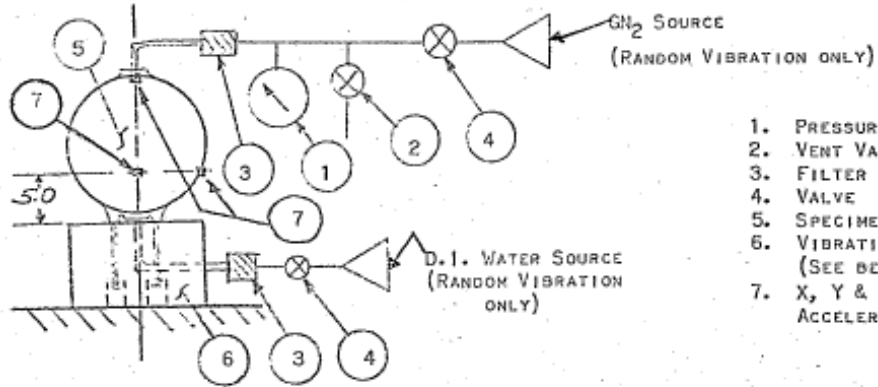 GN2 SOURCE
(RANDOM VIBRATION ONLY)
5
7
3
1
2
4
5.0
7
D.I. WATER SOURCE
(RANDOM VIBRATION
ONLY)
6
3
4
1. PRESSUR
2. VENT VA
3. FILTER
4. VALVE
5. SPECIME
6. VIBRATI
(SEE BE
7. X, Y &
ACCELER